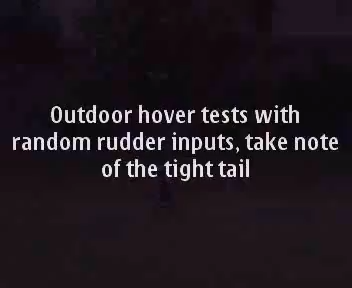 Outdoor hover tests with
random rudder inputs, take note
of the tight tail